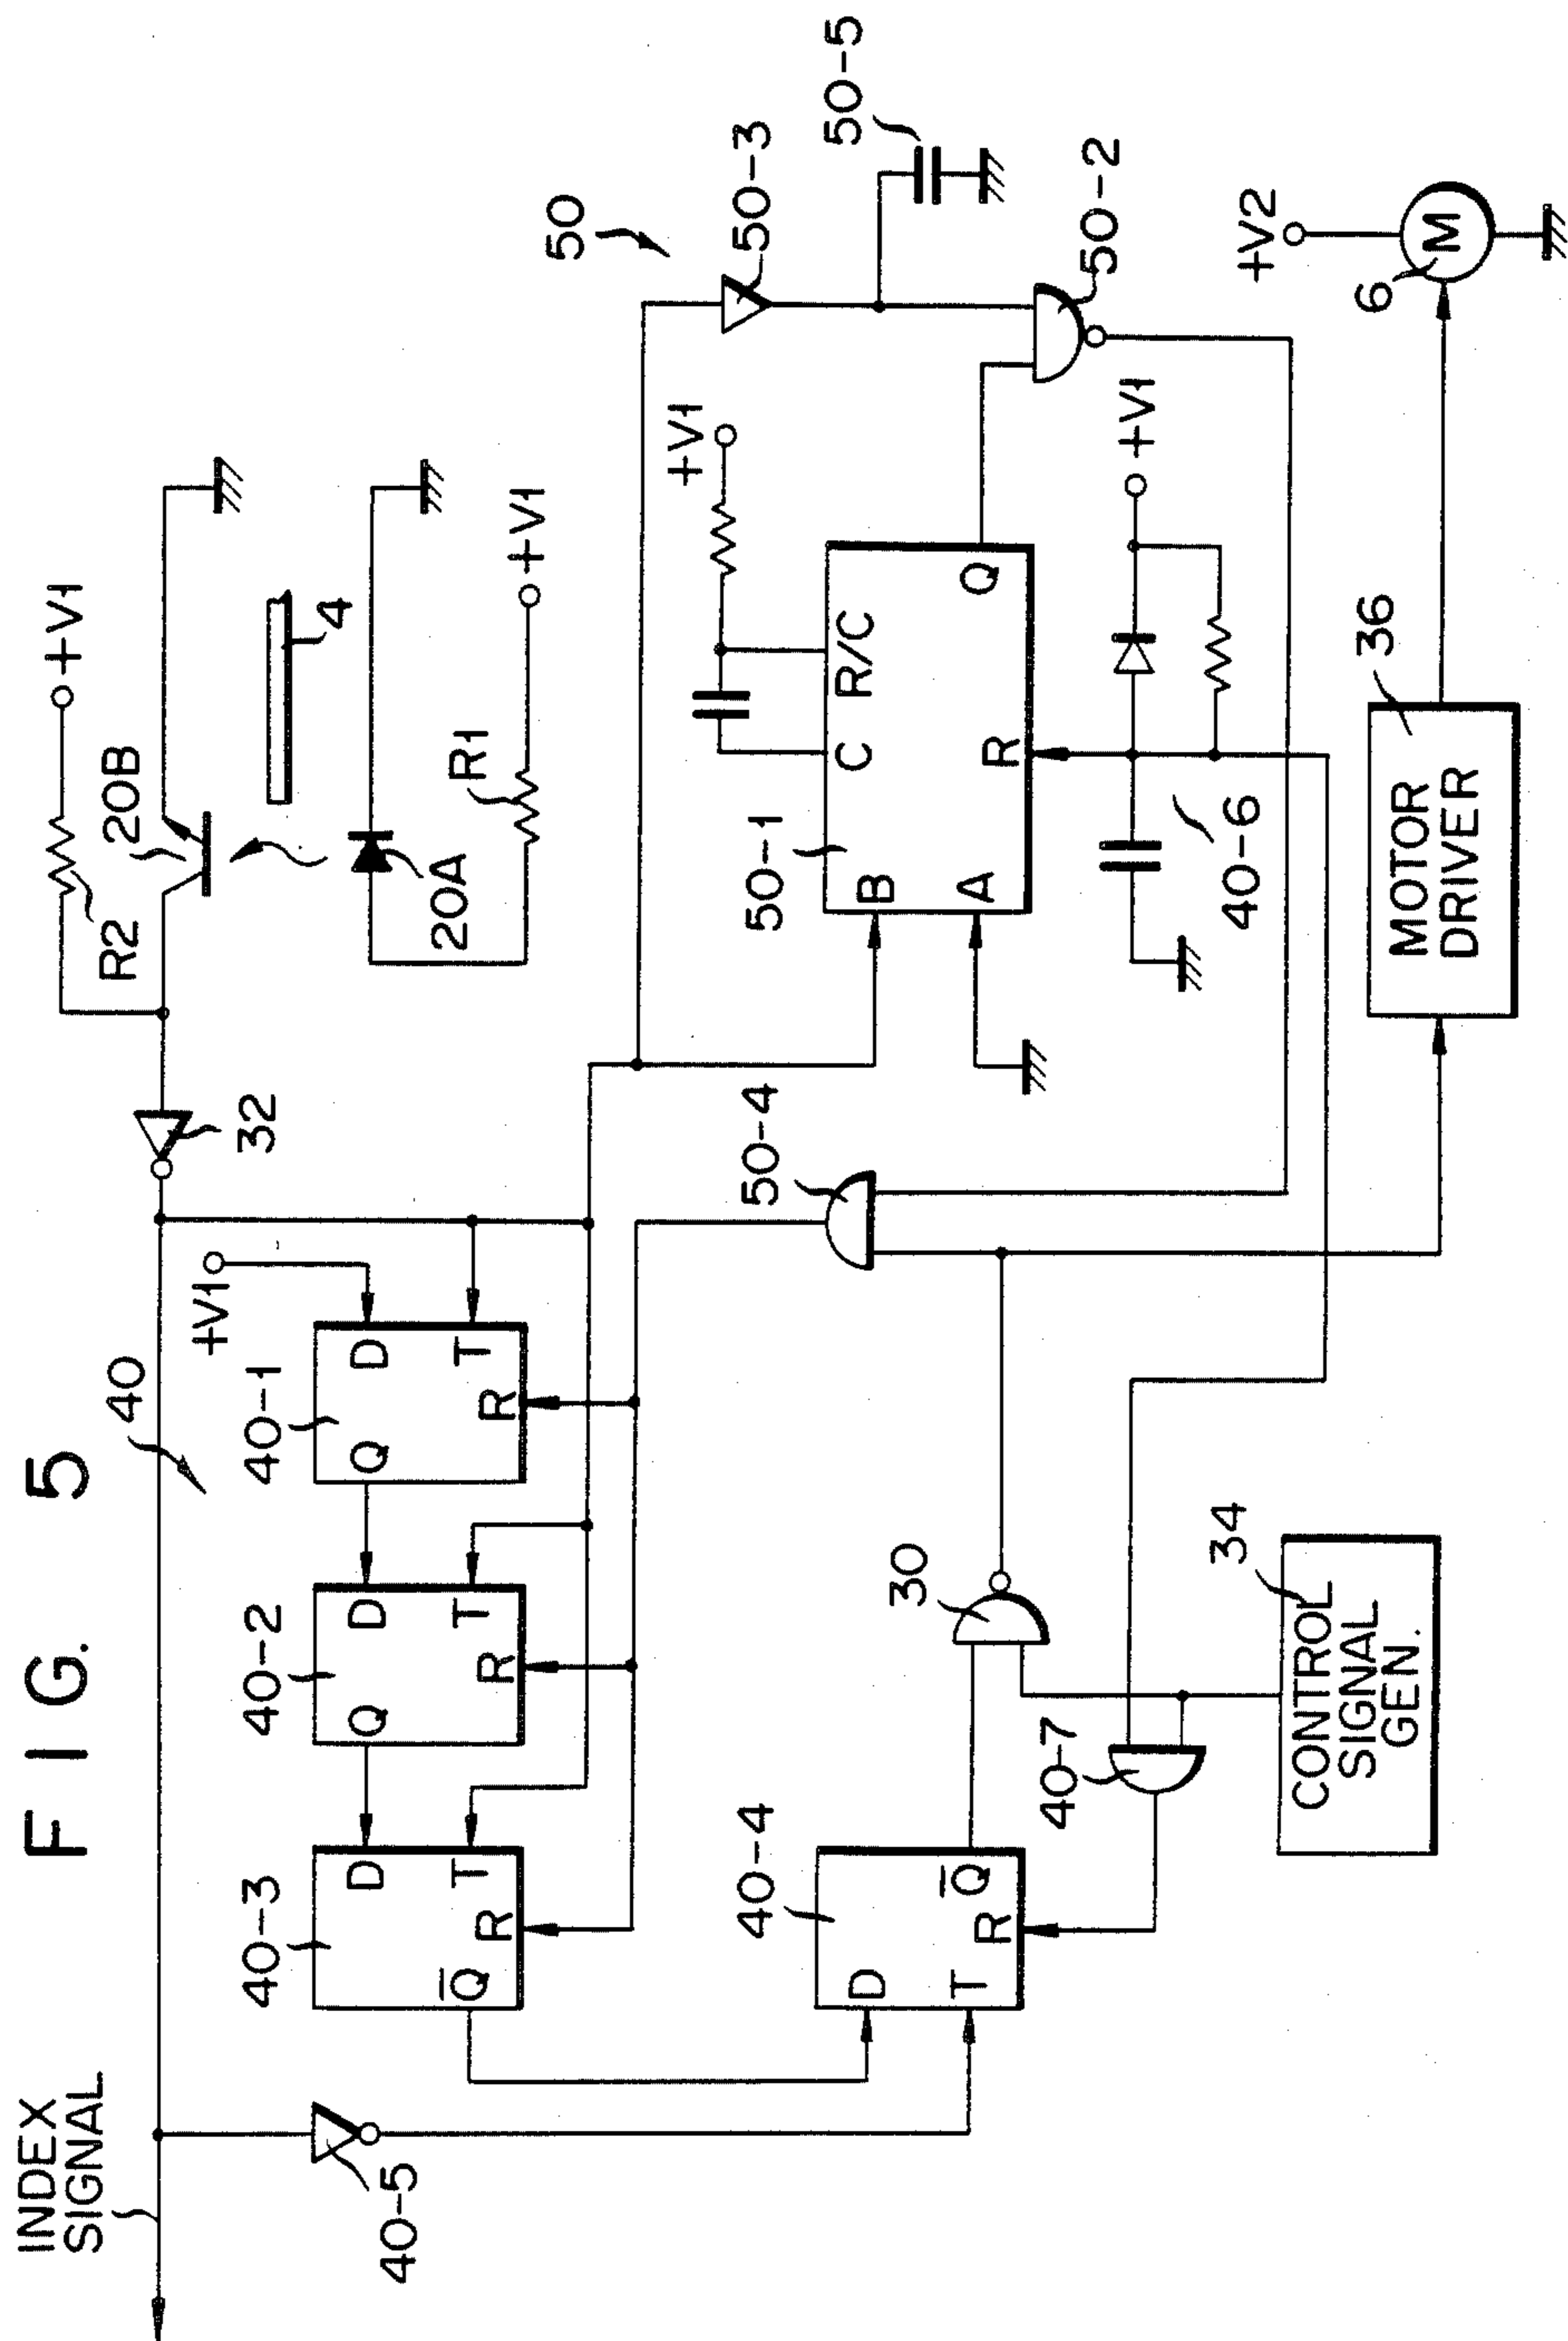 FIG. 5
INDEX
SIGNAL
40
40-3
D
T
R
Q̅
40-2
D
T
R
Q
40-1
D
T
R
Q
+V1
32
R2
+V1
20B
4
20A
R1
+V1
40-5
40-4
D
T
R
Q̅
30
40-7
34
CONTROL
SIGNAL
GEN.
50-4
50
50-3
50-5
50-2
50-1
B
A
C
R/C
R
Q
+V1
+V1
40-6
36
MOTOR
DRIVER
6
M
+V2